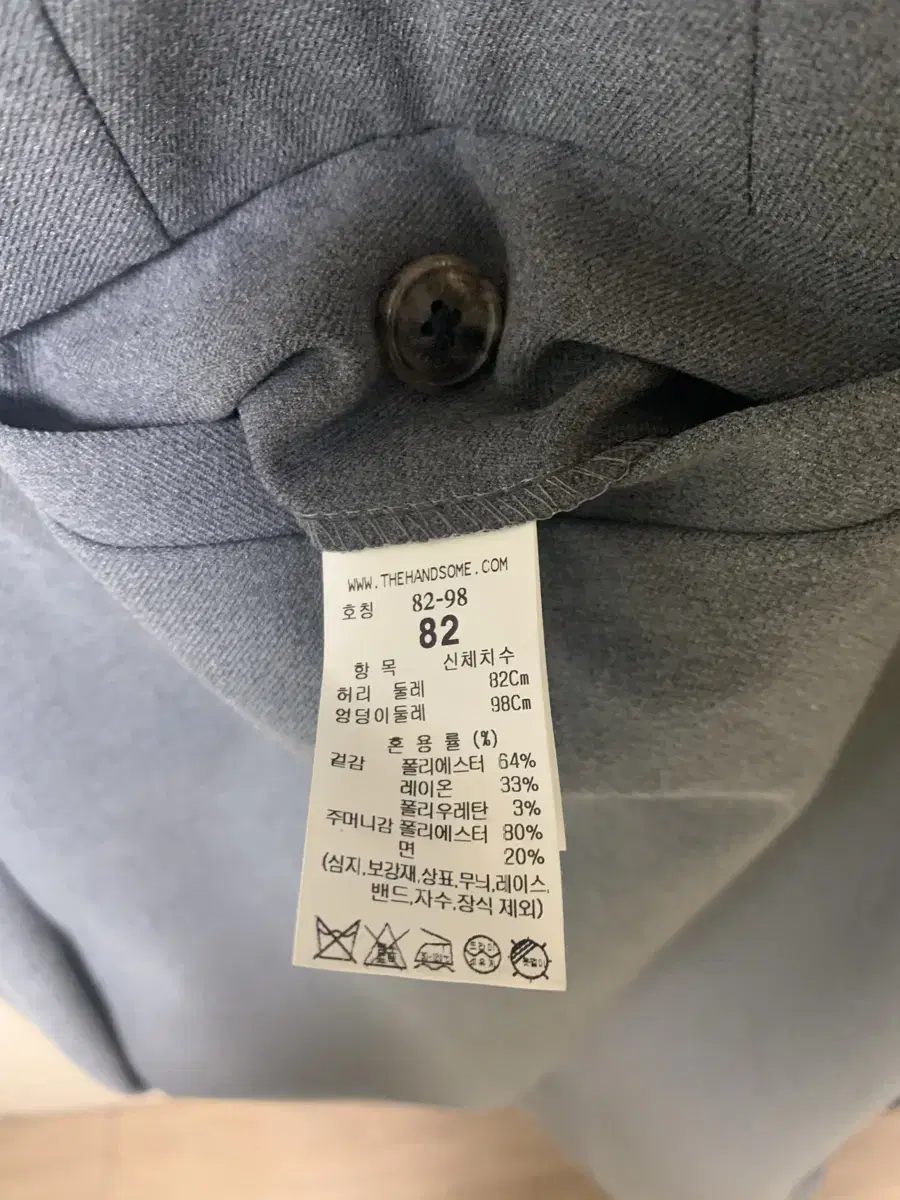 WWW.THEHANDSOME.COM
호칭 82-98
82
항 목 신체치수
허리 둘레 82Cm
엉덩이둘레 98Cm
혼 용 률 (%)
겉감 폴리에스터 64%
레이온 33%
폴리우레탄 3%
주머니감 폴리에스터 80%
면 20%
(심지,보강재,상표,무늬,레이스,
밴드,자수,장식 제외)
드라이